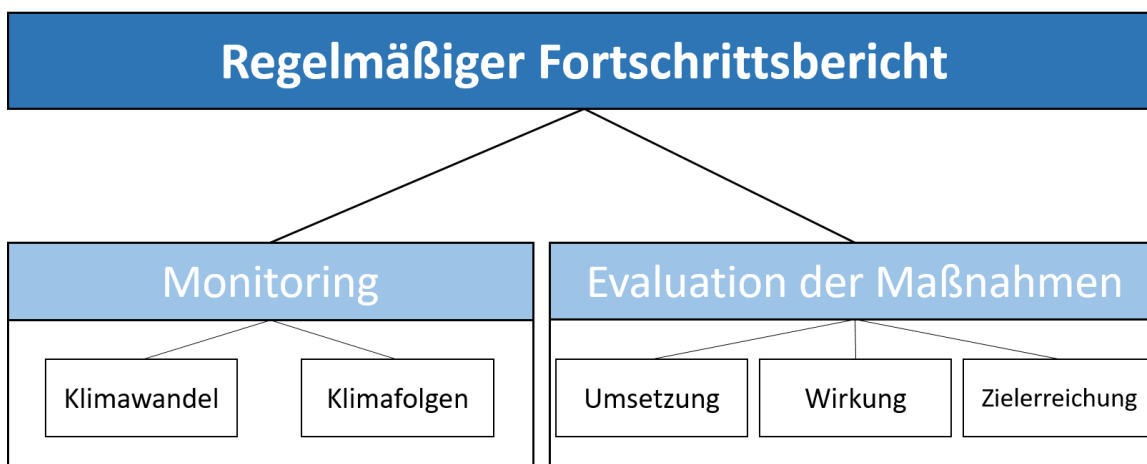 Regelmäßiger Fortschrittsbericht
Monitoring
Evaluation der Maßnahmen
Klimawandel
Klimafolgen
Umsetzung
Wirkung
Zielerreichung